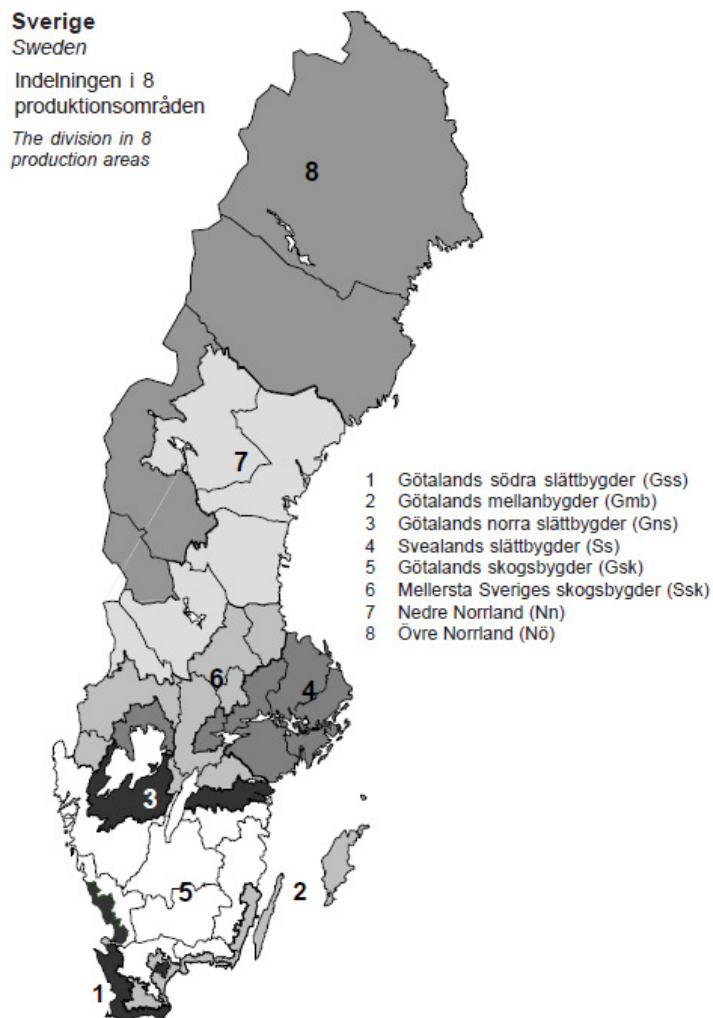 Sverige
Sweden
Indelningen i 8
produktionsområden
The division in 8
production areas
8
7
1 Götalands södra slättbygder (Gss)
2 Götalands mellanbygder (Gmb)
3 Götalands norra slättbygder (Gns)
4 Svealands slättbygder (Ss)
5 Götalands skogsbygder (Gsk)
6 Mellersta Sveriges skogsbygder (Ssk)
7 Nedre Norrland (Nn)
8 Övre Norrland (Nö)
6
4
3
5
2
1